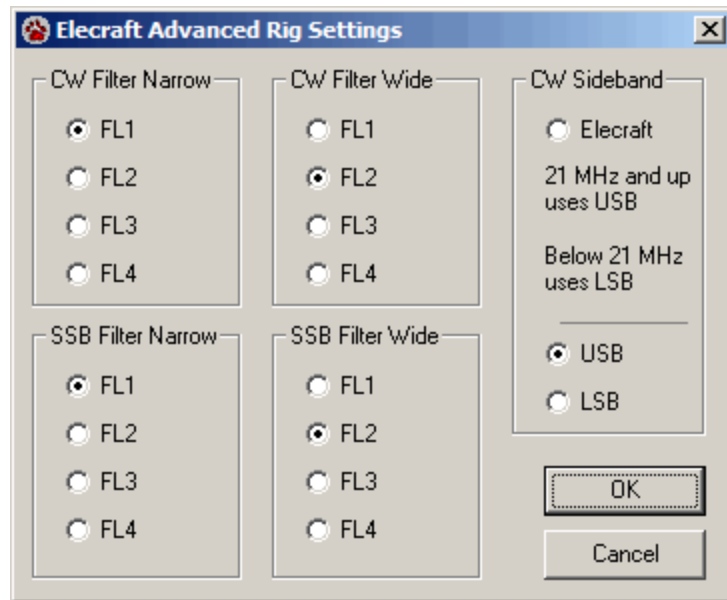 Elecraft Advanced Rig Settings
CW Filter Narrow
FL1
FL2
FL3
FL4
CW Filter Wide
FL1
FL2
FL3
FL4
CW Sideband
Elecraft
21 MHz and up
uses USB
Below 21 MHz
uses LSB
USB
LSB
SSB Filter Narrow
FL1
FL2
FL3
FL4
SSB Filter Wide
FL1
FL2
FL3
FL4
OK
Cancel